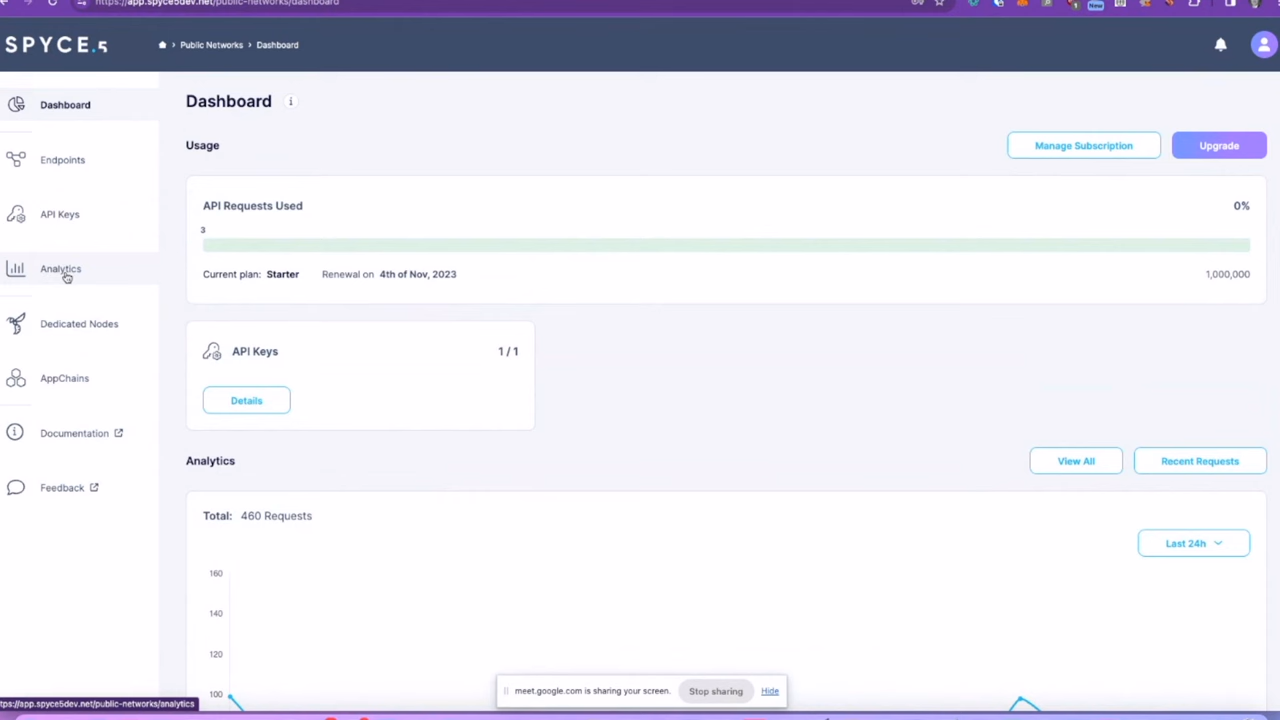 https://app.spyce5dev.net/public-networks/dashboard
New
SPYCE.5
Public Networks > Dashboard
Dashboard
Endpoints
API Keys
Analytics
Dedicated Nodes
AppChains
Documentation
Feedback
Dashboard
Usage
Manage Subscription
Upgrade
API Requests Used
0%
3
Current plan: Starter
Renewal on 4th of Nov, 2023
1,000,000
API Keys
1 / 1
Details
Analytics
View All
Recent Requests
Total: 460 Requests
Last 24h
160
140
120
100
meet.google.com is sharing your screen.
Stop sharing
Hide
ttps://app.spyce5dev.net/public-networks/analytics